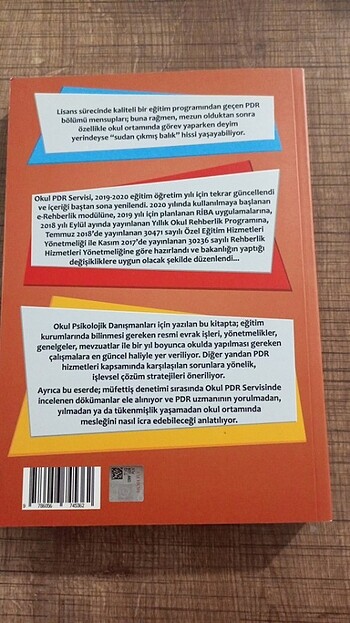 Lisans sürecinde kaliteli bir eğitim programından geçen PDR
bölümü mensupları; buna rağmen, mezun olduktan sonra
özellikle okul ortamında görev yaparken deyim
yerindeyse “sudan çıkmış balık” hissi yaşayabiliyor.
Okul PDR Servisi, 2019-2020 eğitim öğretim yılı için tekrar güncellendi
ve içeriği baştan sona yenilendi. 2020 yılında kullanılmaya başlanan
e-Rehberlik modülüne, 2019 yılı için planlanan RİBA uygulamalarına,
2018 yılı Eylül ayında yayınlanan Yıllık Okul Rehberlik Programına,
Temmuz 2018’de yayınlanan 30471 sayılı Özel Eğitim Hizmetleri
Yönetmeliği ile Kasım 2017’de yayınlanan 30236 sayılı Rehberlik
Hizmetleri Yönetmeliğine göre hazırlandı ve bakanlığın yaptığı
değişikliklere uygun olacak şekilde düzenlendi...
Okul Psikolojik Danışmanları için yazılan bu kitapta; eğitim
kurumlarında bilinmesi gereken resmi evrak işleri, yönetmelikler,
genelgeler, mevzuatlar ile bir yıl boyunca okulda yapılması gereken
çalışmalara en güncel haliyle yer veriliyor. Diğer yandan PDR
hizmetleri kapsamında karşılaşılan sorunlara yönelik,
işlevsel çözüm stratejileri öneriliyor.
Ayrıca bu eserde; müfettiş denetimi sırasında Okul PDR Servisinde
incelenen dökümanlar ele alınıyor ve PDR uzmanının yorulmadan,
yılmadan ya da tükenmişlik yaşamadan okul ortamında
mesleğini nasıl icra edebileceği anlatılıyor.